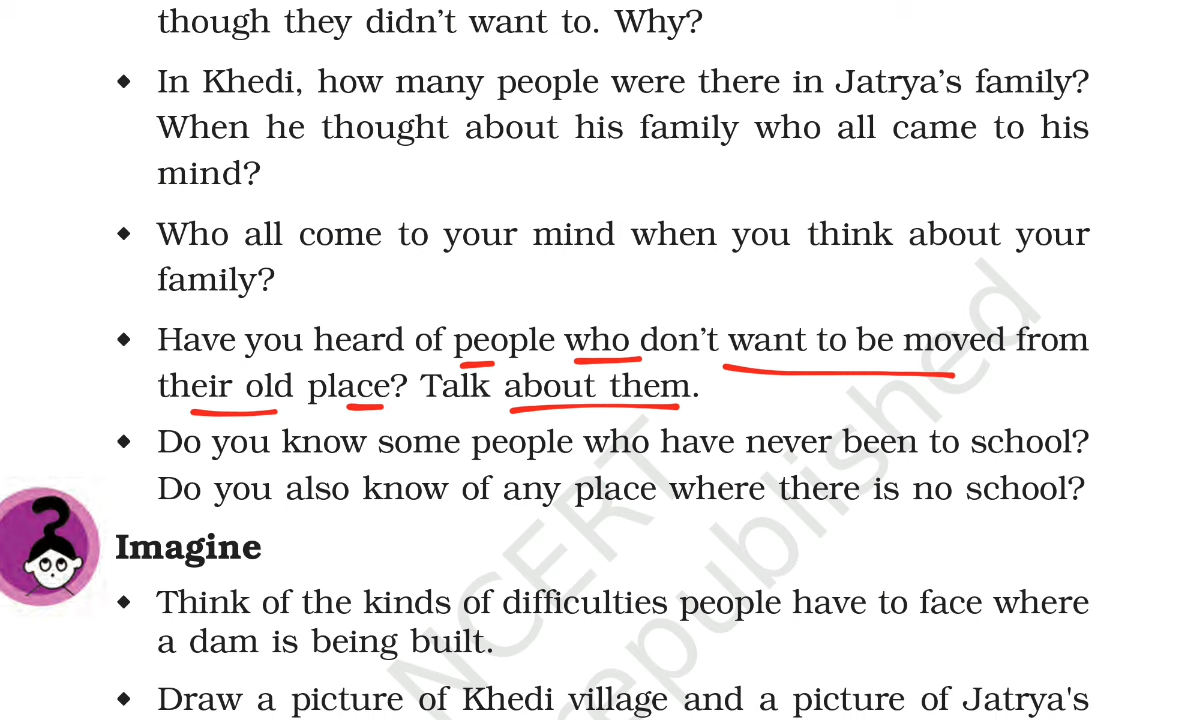 though they didn’t want to. Why?
◆ In Khedi, how many people were there in Jatrya’s family?
When he thought about his family who all came to his
mind?
◆ Who all come to your mind when you think about your
family?
◆ Have you heard of people who don’t want to be moved from
their old place? Talk about them.
◆ Do you know some people who have never been to school?
Do you also know of any place where there is no school?
Imagine
◆ Think of the kinds of difficulties people have to face where
a dam is being built.
◆ Draw a picture of Khedi village and a picture of Jatrya's
NCERT
republished